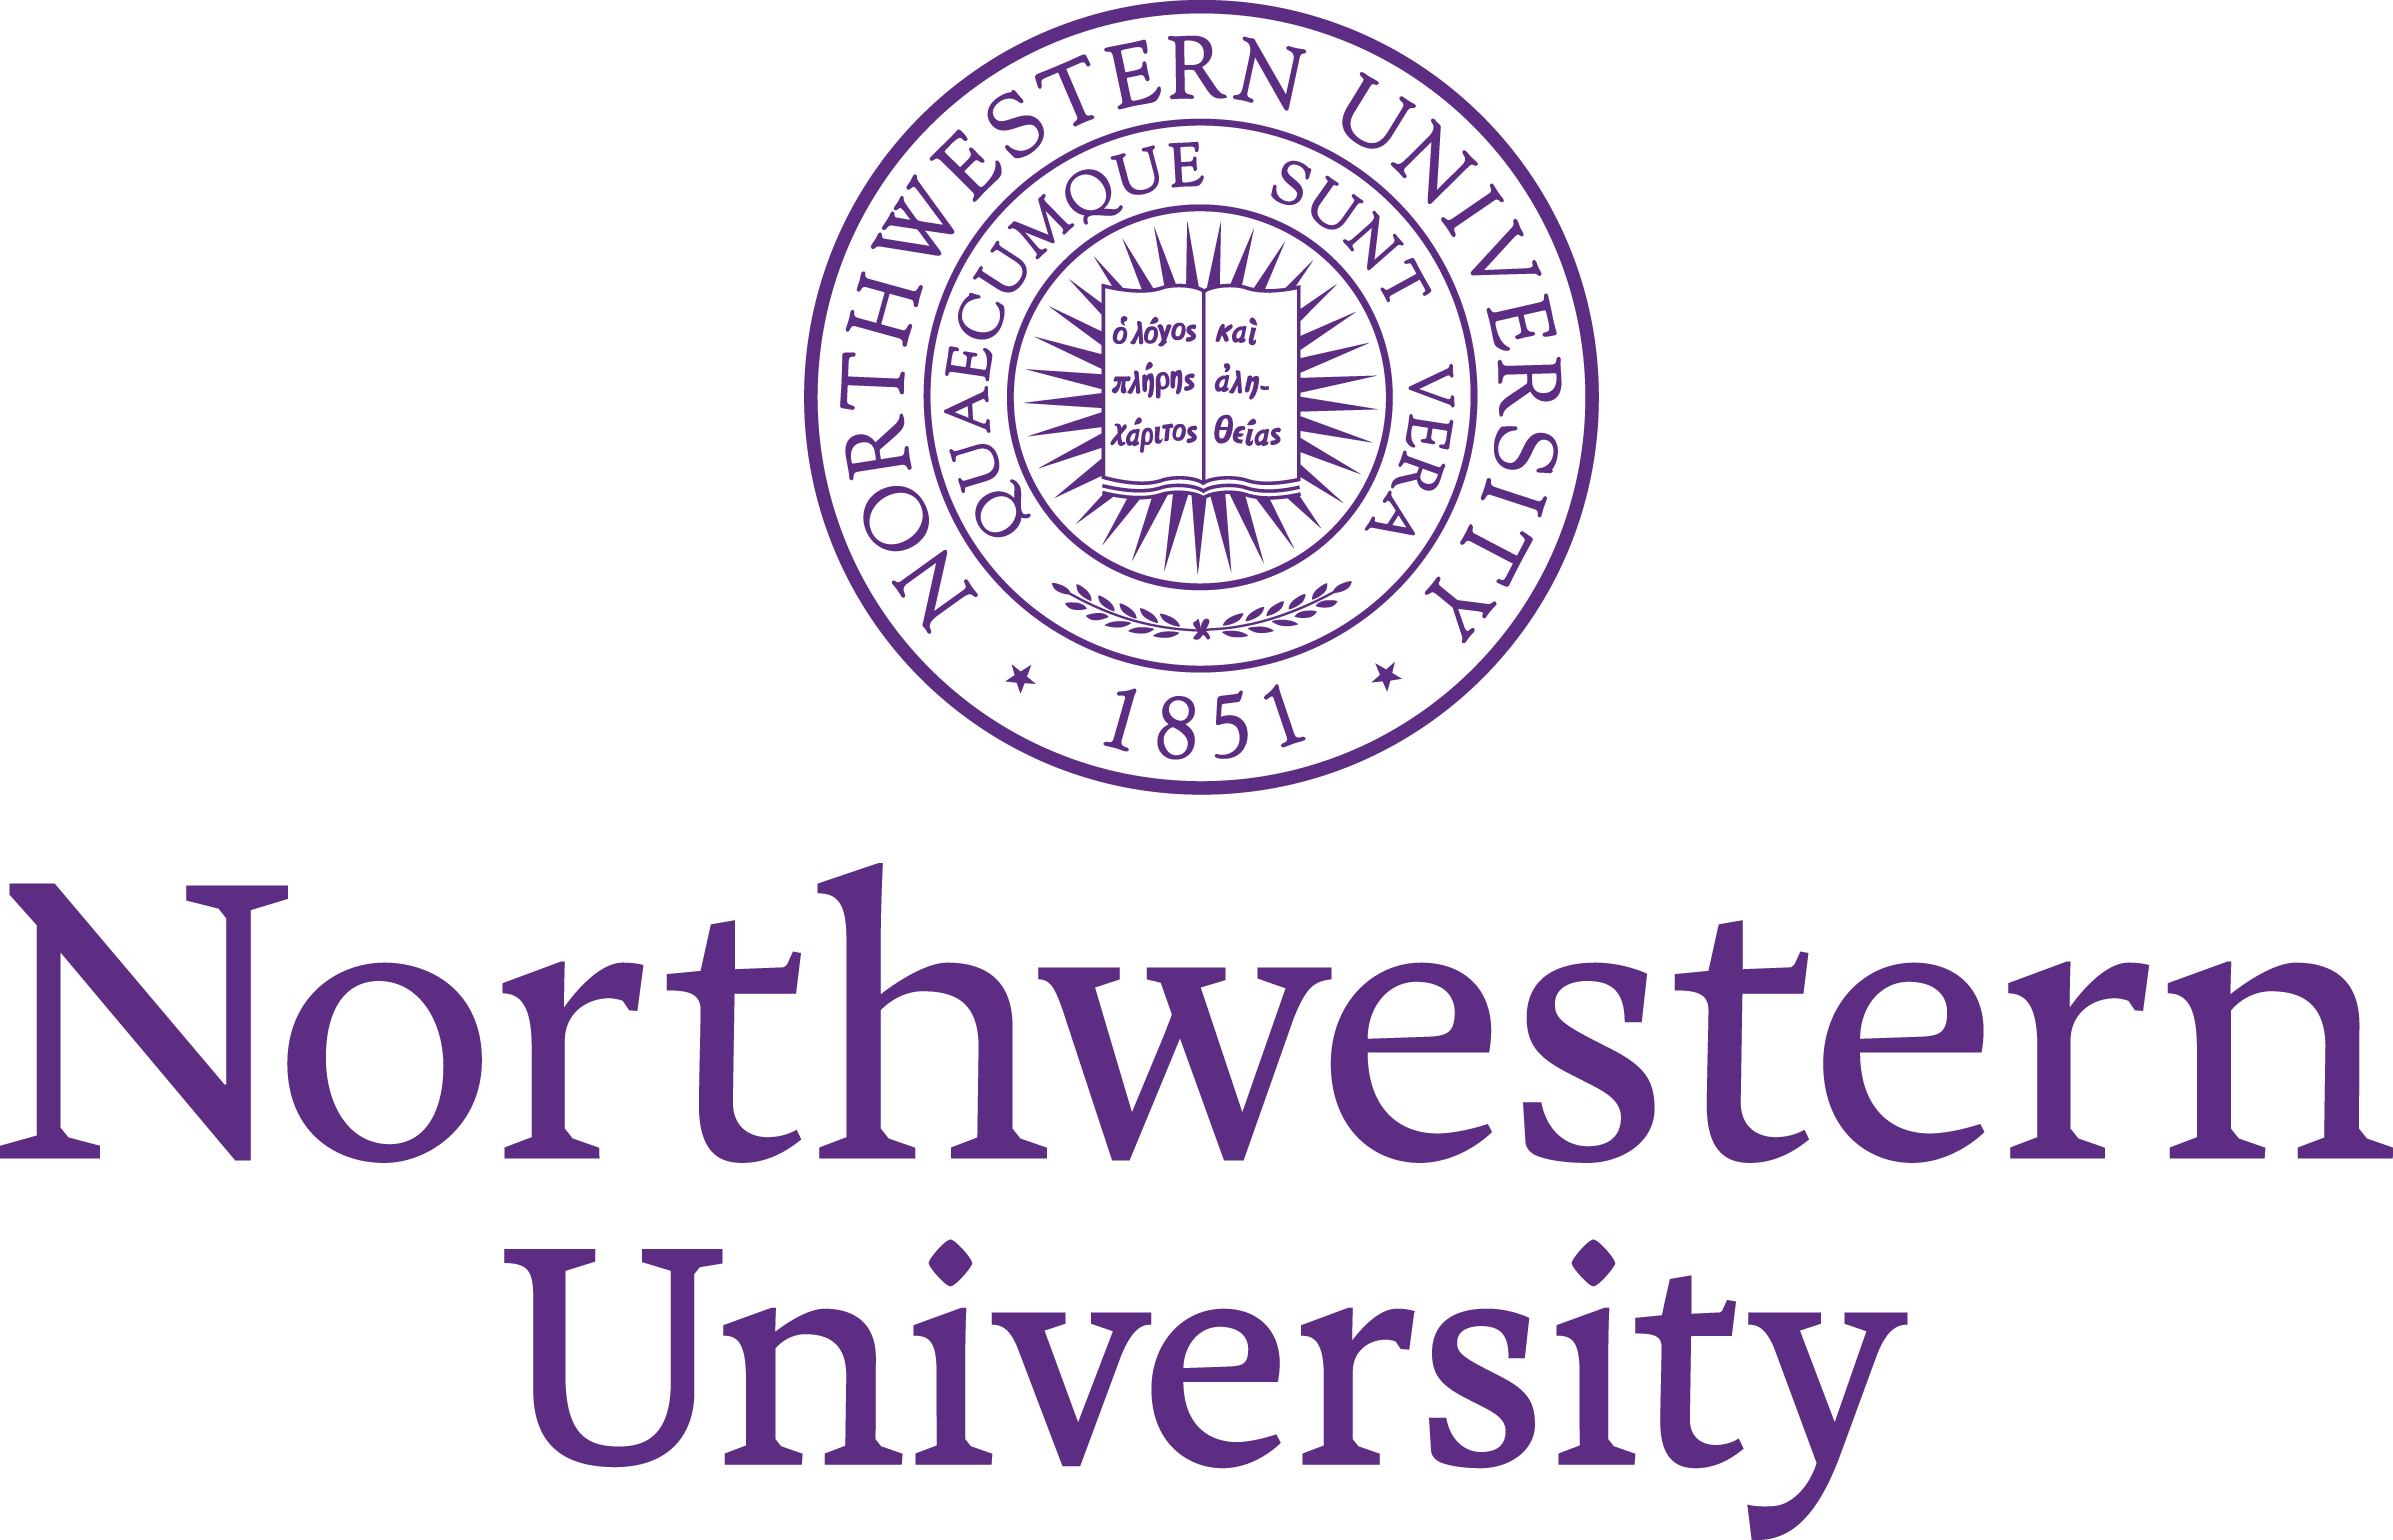 NORTHWESTERN UNIVERSITY
QUAECUMQUE SUNT VERA
ὁ λόγος
πλήρης
χάριτος
καὶ
ἀλη-
θείας
1851
Northwestern
University